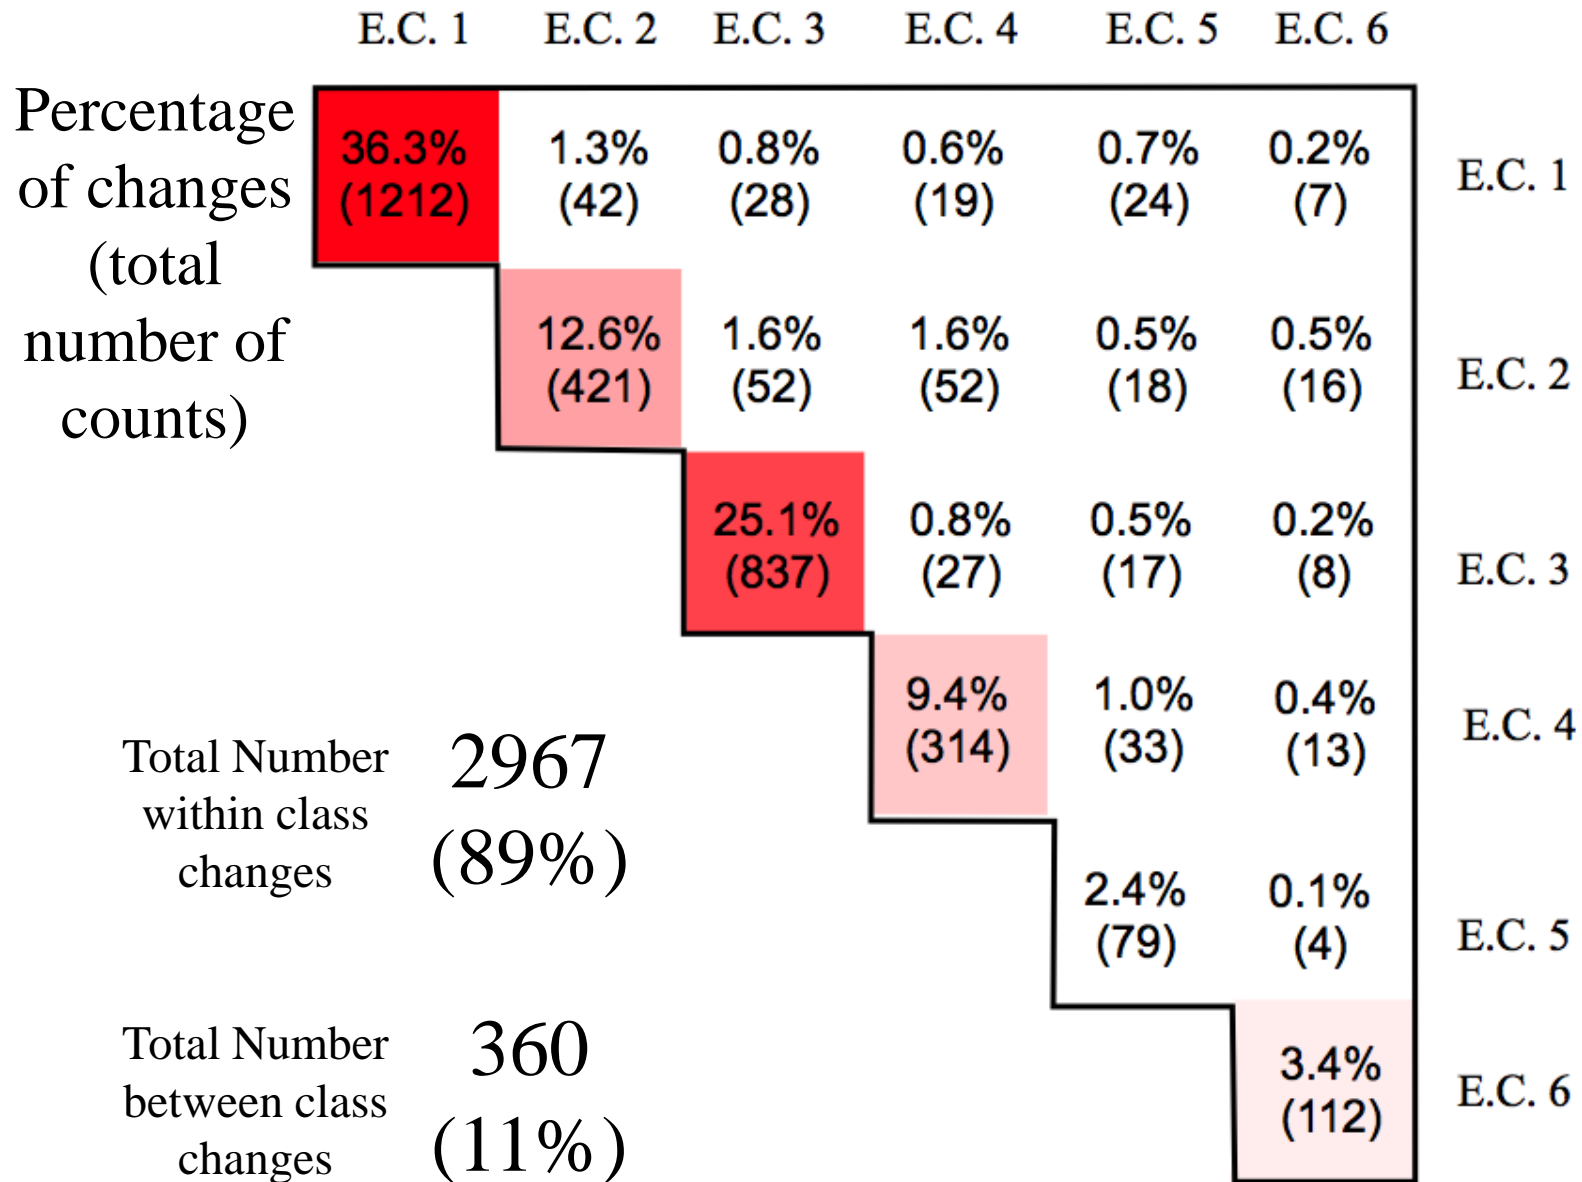 E.C. 1 E.C. 2 E.C. 3 E.C. 4 E.C. 5 E.C. 6
Percentage
of changes
(total
number of
counts)
36.3% 1.3% 0.8% 0.6% 0.7% 0.2%
(1212) (42) (28) (19) (24) (7)
E.C. 1
12.6% 1.6% 1.6% 0.5% 0.5%
(421) (52) (52) (18) (16)
E.C. 2
25.1% 0.8% 0.5% 0.2%
(837) (27) (17) (8)
E.C. 3
9.4% 1.0% 0.4%
(314) (33) (13)
E.C. 4
2.4% 0.1%
(79) (4)
E.C. 5
3.4%
(112)
E.C. 6
Total Number
within class
changes
2967
(89%)
Total Number
between class
changes
360
(11%)